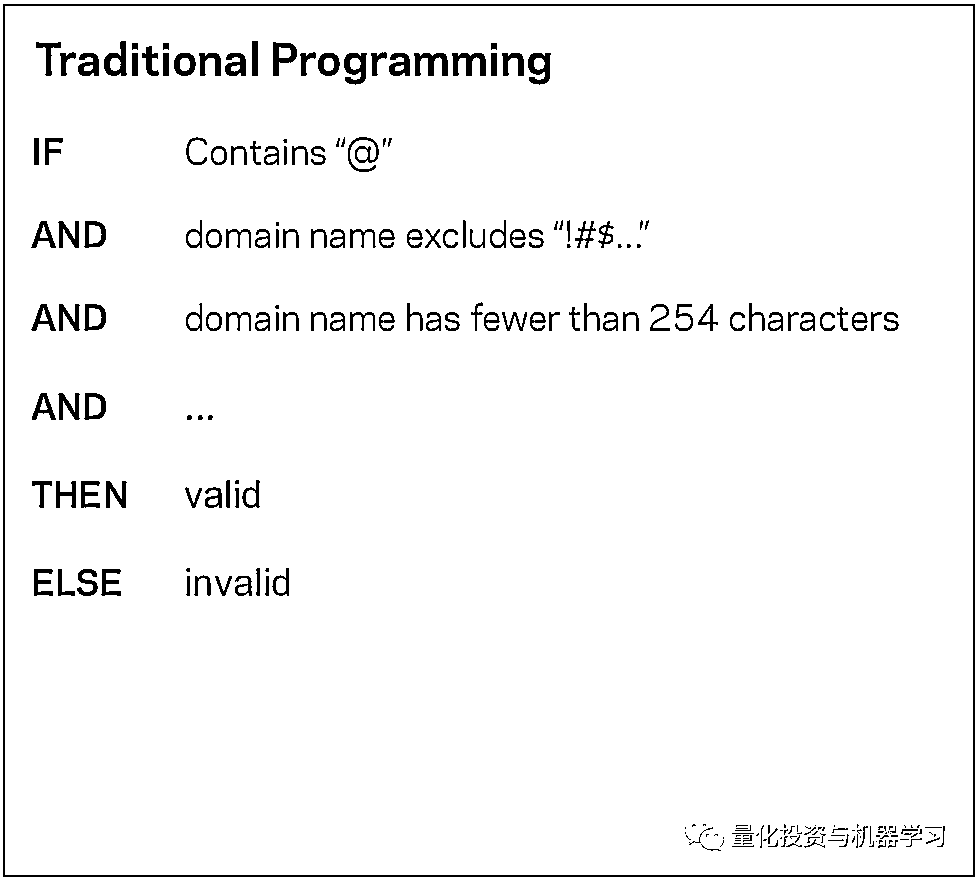 Traditional Programming
IF Contains “@”
AND domain name excludes “!#$...”
AND domain name has fewer than 254 characters
AND ...
THEN valid
ELSE invalid
量化投资与机器学习